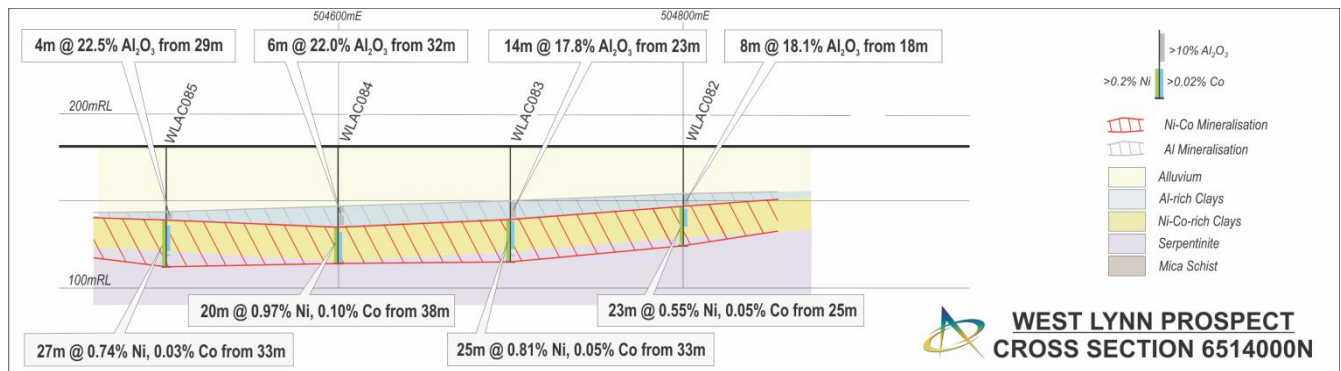 504600mE
504800mE
4m @ 22.5% Al₂O₃ from 29m
6m @ 22.0% Al₂O₃ from 32m
14m @ 17.8% Al₂O₃ from 23m
8m @ 18.1% Al₂O₃ from 18m
>10% Al₂O₃
>0.2% Ni
>0.02% Co
200mRL
WLAC085
WLAC084
WLAC083
WLAC082
Ni-Co Mineralisation
Al Mineralisation
Alluvium
Al-rich Clays
Ni-Co-rich Clays
Serpentinite
Mica Schist
100mRL
20m @ 0.97% Ni, 0.10% Co from 38m
23m @ 0.55% Ni, 0.05% Co from 25m
27m @ 0.74% Ni, 0.03% Co from 33m
25m @ 0.81% Ni, 0.05% Co from 33m
WEST LYNN PROSPECT
CROSS SECTION 6514000N